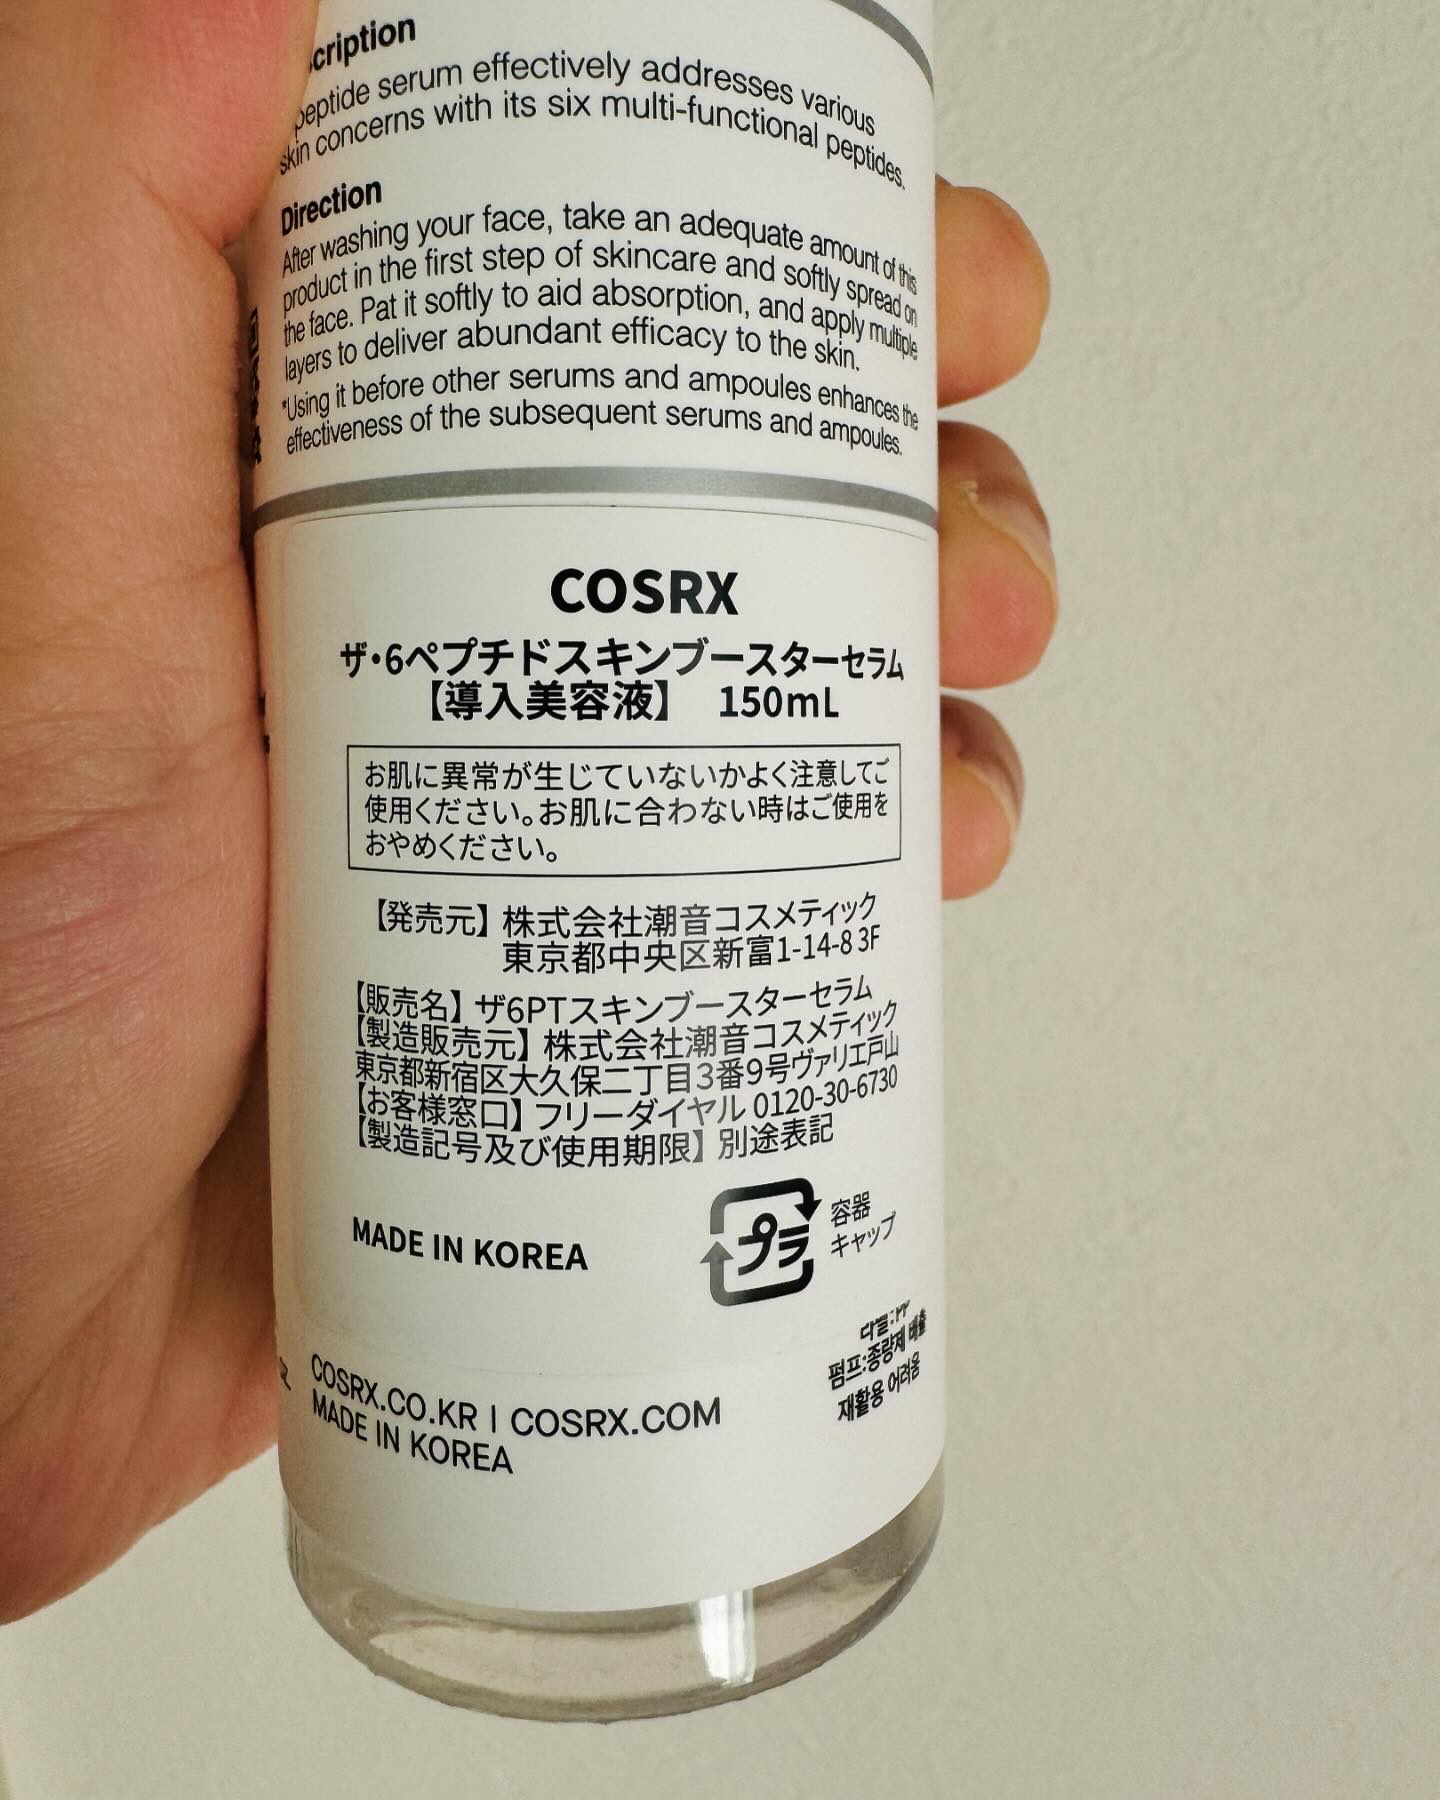 scription
peptide serum effectively addresses various
skin concerns with its six multi-functional peptides.
Direction
After washing your face, take an adequate amount of this
product in the first step of skincare and softly spread on
the face. Pat it softly to aid absorption, and apply multiple
layers to deliver abundant efficacy to the skin.
*Using it before other serums and ampoules enhances the
effectiveness of the subsequent serums and ampoules.
COSRX
ザ・6ペプチドスキンブースターセラム
【導入美容液】 150mL
お肌に異常が生じていないかよく注意してご
使用ください。お肌に合わない時はご使用を
おやめください。
【発売元】株式会社潮音コスメティック
東京都中央区新富1-14-8 3F
【販売名】ザ6PTスキンブースターセラム
【製造販売元】株式会社潮音コスメティック
東京都新宿区大久保二丁目3番9号ヴァリエ戸山
【お客様窓口】フリーダイヤル 0120-30-6730
【製造記号及び使用期限】別途表記
MADE IN KOREA
プラ
容器
キャップ
펌프:종량제 배출
재활용 어려움
COSRX.CO.KR | COSRX.COM
MADE IN KOREA